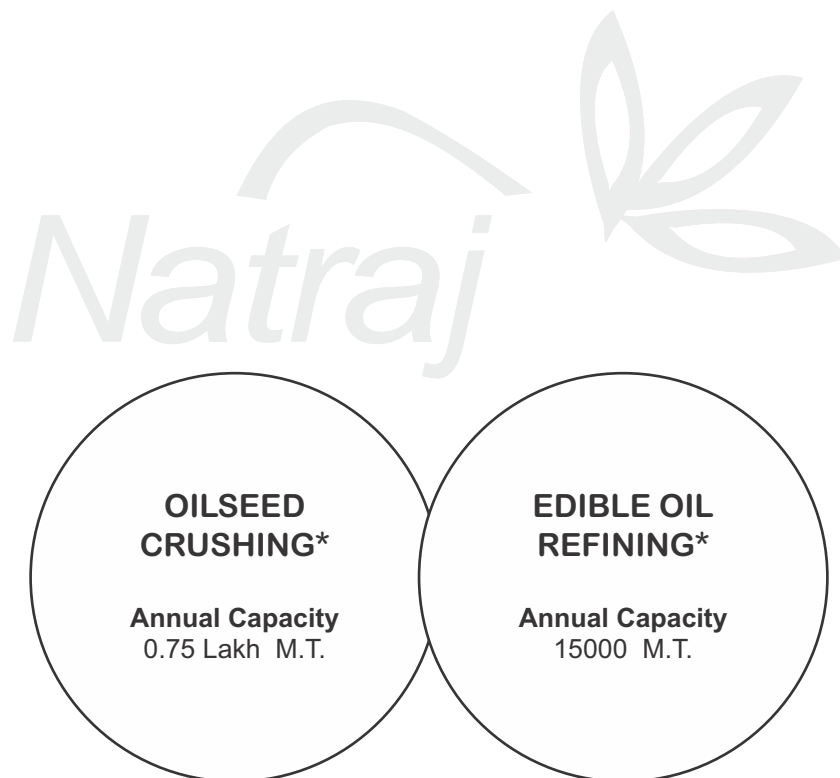 Natraj
OILSEED
CRUSHING*
Annual Capacity
0.75 Lakh M.T.
EDIBLE OIL
REFINING*
Annual Capacity
15000 M.T.